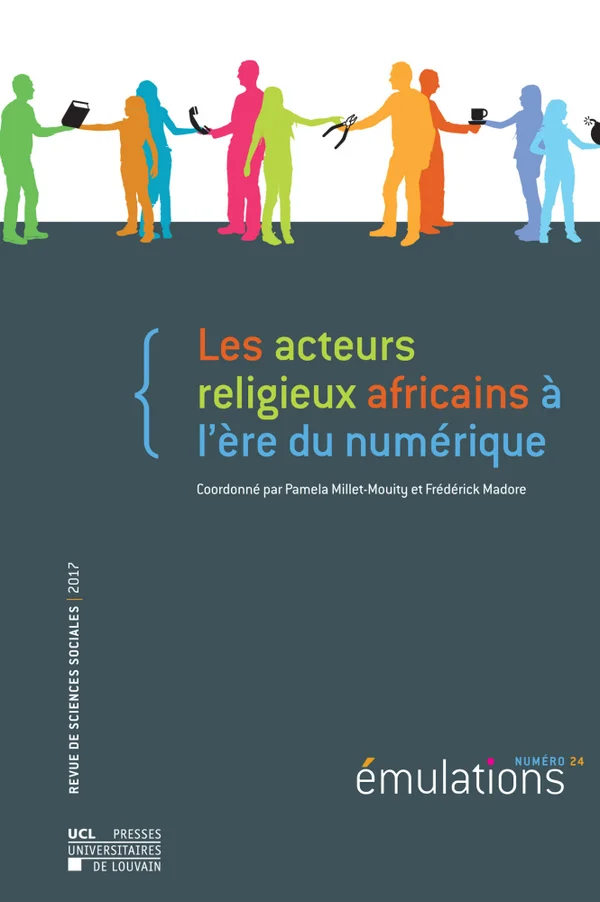 Les acteurs
religieux africains à
l'ère du numérique
Coordonné par Pamela Millet-Mouity et Frédérick Madore
REVUE DE SCIENCES SOCIALES | 2017
NUMÉRO 24
émulations
UCL PRESSES
UNIVERSITAIRES
DE LOUVAIN